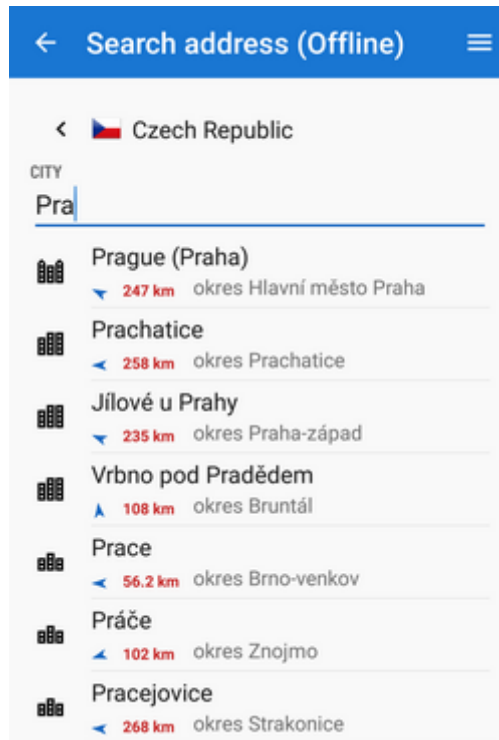 Search address (Offline)
Czech Republic
CITY
Pra
Prague (Praha)
247 km okres Hlavní město Praha
Prachatice
258 km okres Prachatice
Jílové u Prahy
235 km okres Praha-západ
Vrbno pod Pradědem
108 km okres Bruntál
Prace
56.2 km okres Brno-venkov
Práče
102 km okres Znojmo
Pracejovice
268 km okres Strakonice